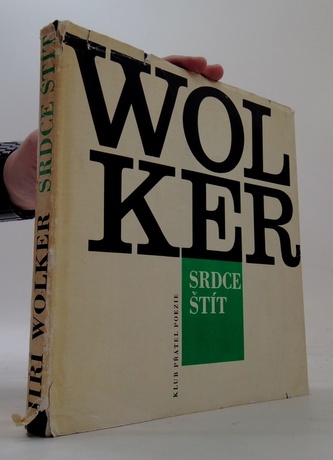 WOL
KER
SRDCE
ŠTÍT
KLUB PŘÁTEL POEZIE
JIŘÍ WOLKER SRDCE ŠTÍT